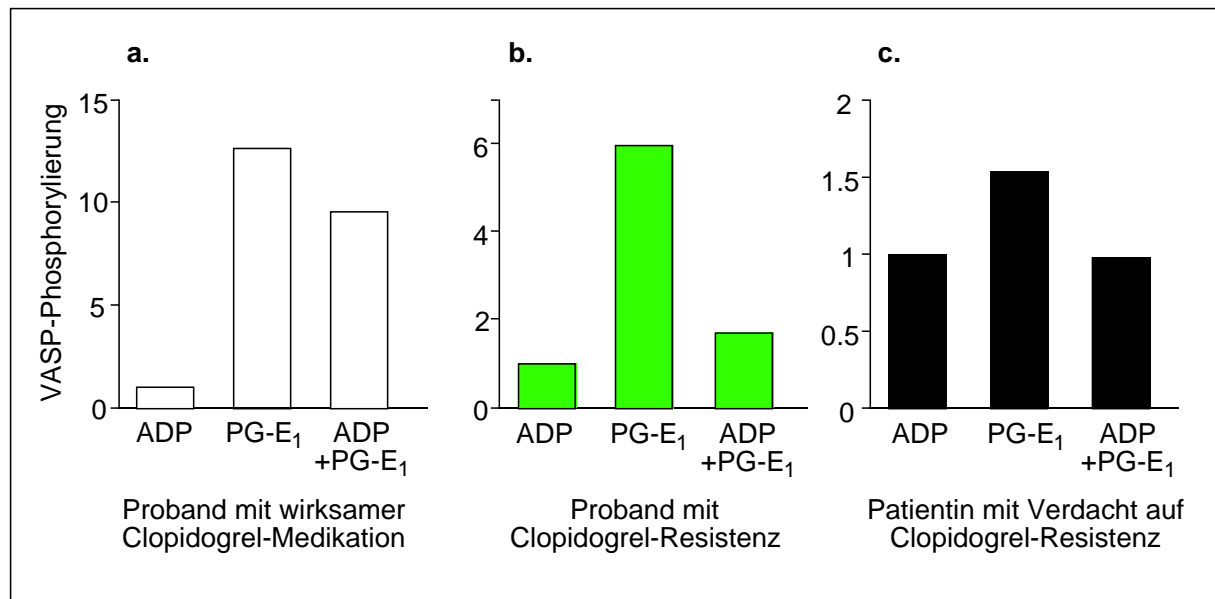 a.
b.
c.
VASP-Phosphorylierung
15
10
5
0
ADP
PG-E₁
ADP
+PG-E₁
Proband mit wirksamer
Clopidogrel-Medikation
6
4
2
0
ADP
PG-E₁
ADP
+PG-E₁
Proband mit
Clopidogrel-Resistenz
2
1.5
1
0.5
0
ADP
PG-E₁
ADP
+PG-E₁
Patientin mit Verdacht auf
Clopidogrel-Resistenz